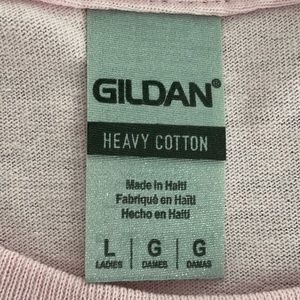 GILDAN®
HEAVY COTTON
Made in Haiti
Fabriqué en Haïti
Hecho en Haití
L | G | G
LADIES | DAMES | DAMAS